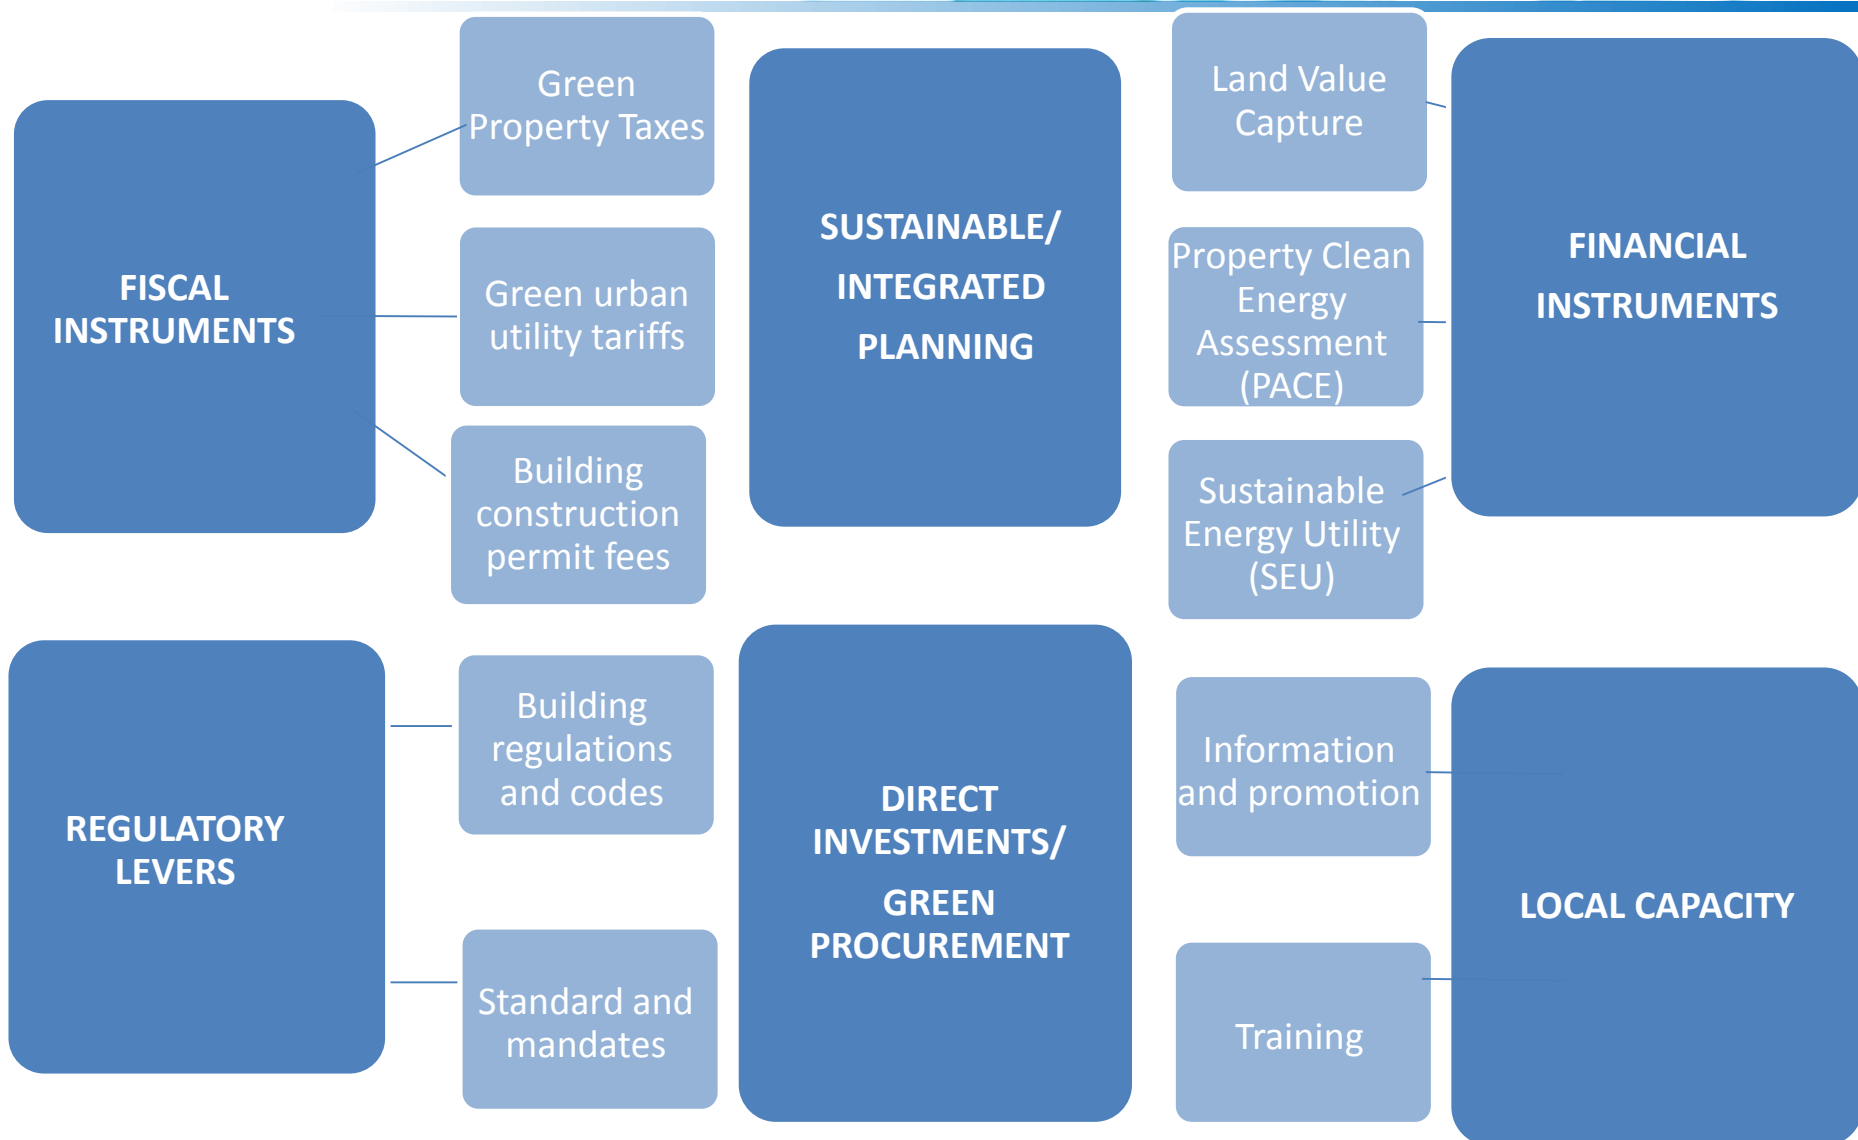 FISCAL
INSTRUMENTS
Green
Property Taxes
Green urban
utility tariffs
Building
construction
permit fees
SUSTAINABLE/
INTEGRATED
PLANNING
Land Value
Capture
Property Clean
Energy
Assessment
(PACE)
Sustainable
Energy Utility
(SEU)
FINANCIAL
INSTRUMENTS
REGULATORY
LEVERS
Building
regulations
and codes
Standard and
mandates
DIRECT
INVESTMENTS/
GREEN
PROCUREMENT
Information
and promotion
Training
LOCAL CAPACITY